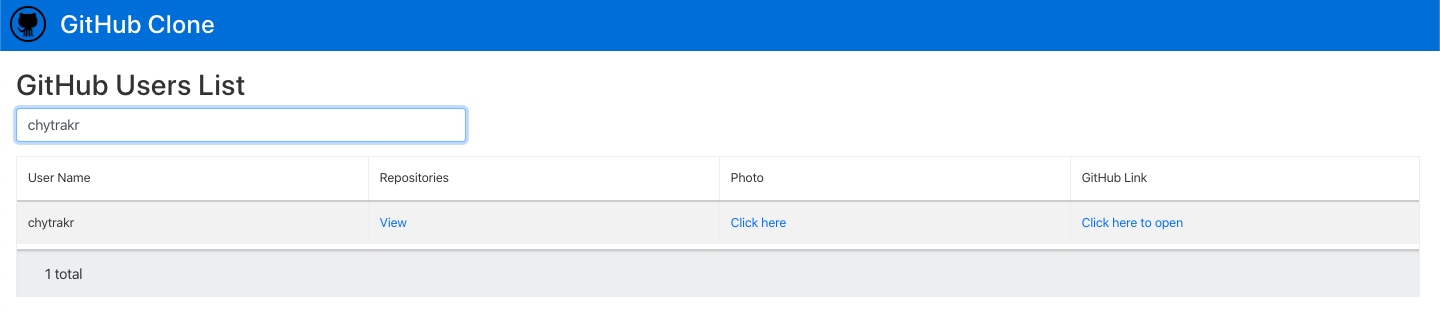 GitHub Clone
GitHub Users List
chytrakr
User Name Repositories Photo GitHub Link
chytrakr View Click here Click here to open
1 total